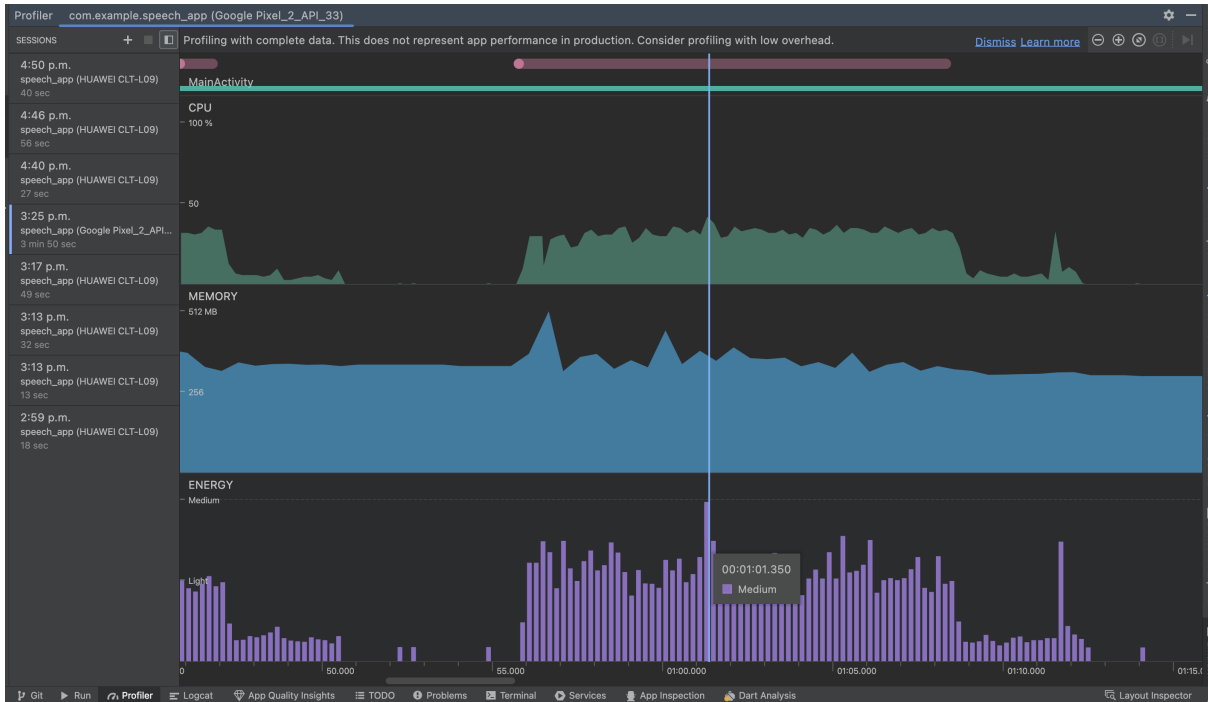 Profiler com.example.speech_app (Google Pixel_2_API_33)
SESSIONS
Profiling with complete data. This does not represent app performance in production. Consider profiling with low overhead.
Dismiss Learn more
4:50 p.m.
speech_app (HUAWEI CLT-L09)
40 sec
4:46 p.m.
speech_app (HUAWEI CLT-L09)
56 sec
4:40 p.m.
speech_app (HUAWEI CLT-L09)
27 sec
3:25 p.m.
speech_app (Google Pixel_2_API...
3 min 50 sec
3:17 p.m.
speech_app (HUAWEI CLT-L09)
49 sec
3:13 p.m.
speech_app (HUAWEI CLT-L09)
32 sec
3:13 p.m.
speech_app (HUAWEI CLT-L09)
13 sec
2:59 p.m.
speech_app (HUAWEI CLT-L09)
18 sec
MainActivity
CPU
100 %
50
MEMORY
512 MB
256
ENERGY
Medium
Light
00:01:01.350
Medium
0 50.000 55.000 01:00.000 01:05.000 01:10.000 01:15.(
Git Run Profiler Logcat App Quality Insights TODO Problems Terminal Services App Inspection Dart Analysis Layout Inspector